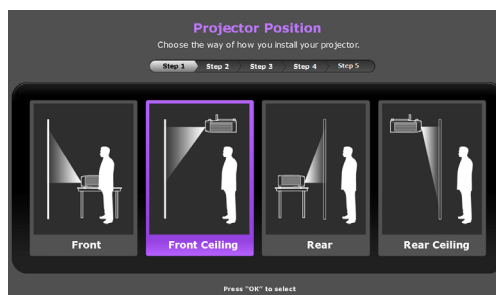 Projector Position
Choose the way of how you install your projector.
Step 1 Step 2 Step 3 Step 4 Step 5
Front Front Ceiling Rear Rear Ceiling
Press "OK" to select